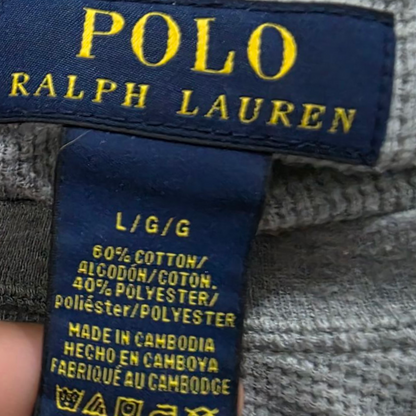 POLO
RALPH LAUREN
L/G/G
60% COTTON/
ALGODÓN/COTON.
40% POLYESTER/
poliéster/POLYESTER
MADE IN CAMBODIA
HECHO EN CAMBOYA
FABRIQUÉ AU CAMBODGE